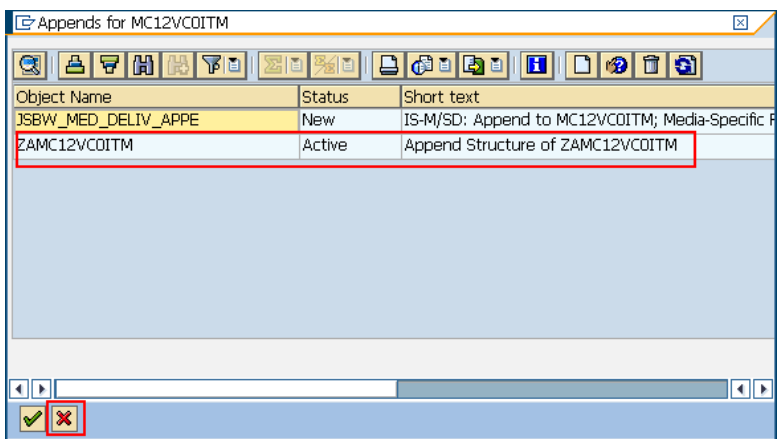 Appends for MC12VC0ITM
Object Name Status Short text
JSBW_MED_DELIV_APPE New IS-M/SD: Append to MC12VC0ITM; Media-Specific F
ZAMC12VC0ITM Active Append Structure of ZAMC12VC0ITM